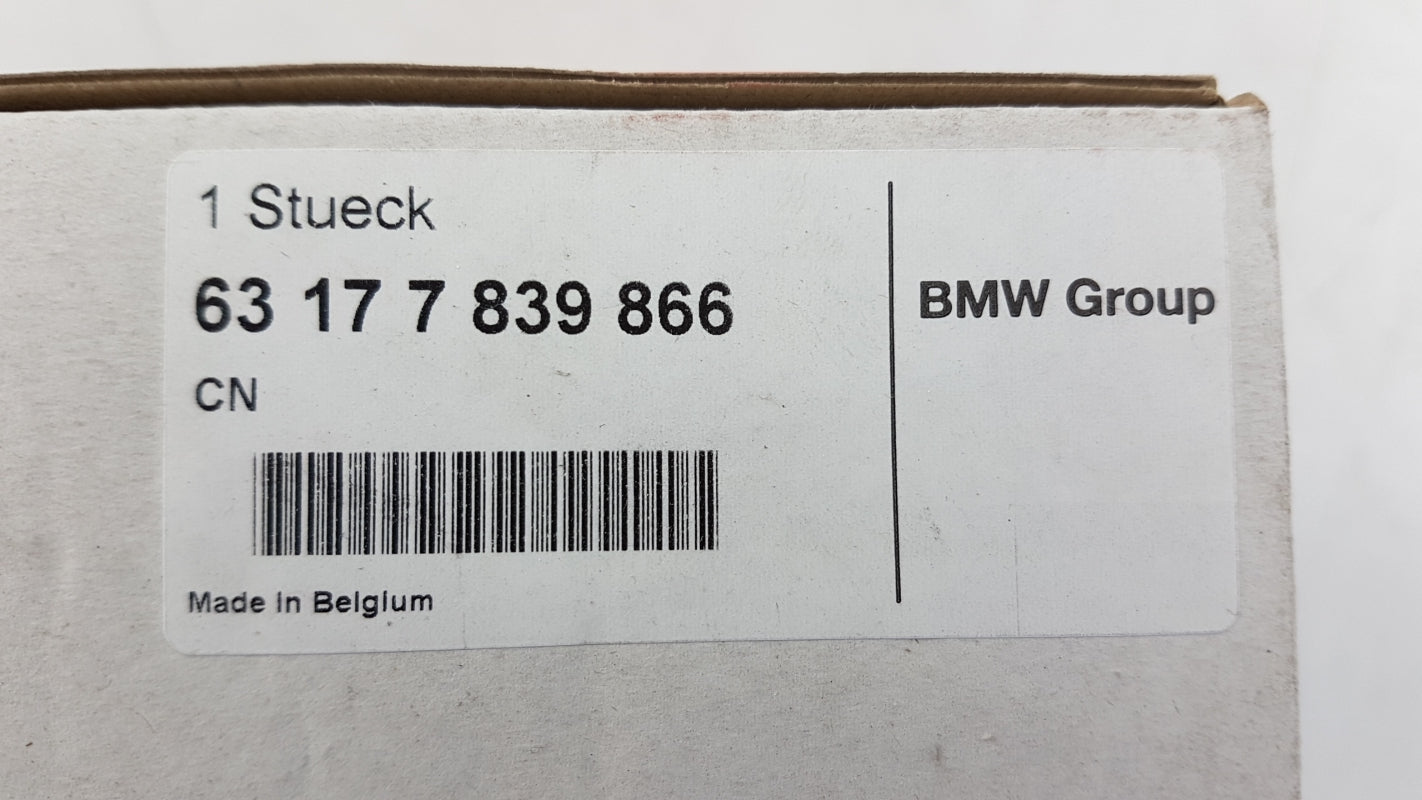 1 Stueck
63 17 7 839 866
CN
Made in Belgium
BMW Group